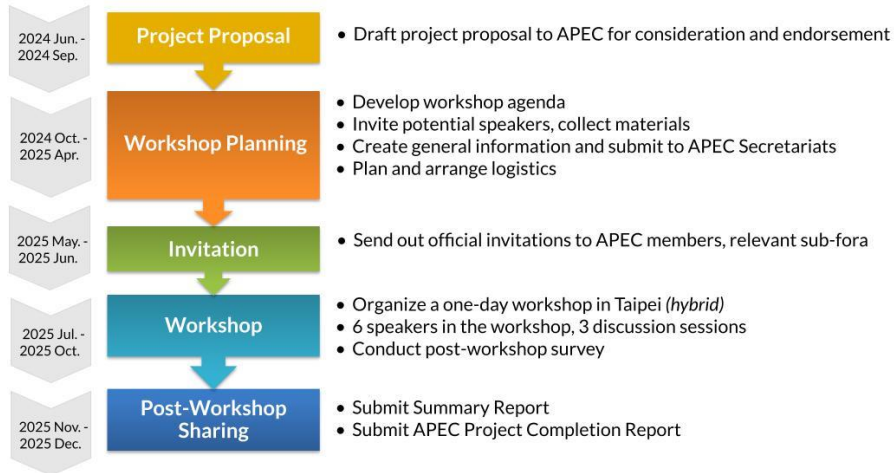 2024 Jun. -
2024 Sep.
Project Proposal
• Draft project proposal to APEC for consideration and endorsement
2024 Oct. -
2025 Apr.
Workshop Planning
• Develop workshop agenda
• Invite potential speakers, collect materials
• Create general information and submit to APEC Secretariats
• Plan and arrange logistics
2025 May. -
2025 Jun.
Invitation
• Send out official invitations to APEC members, relevant sub-fora
2025 Jul. -
2025 Oct.
Workshop
• Organize a one-day workshop in Taipei (hybrid)
• 6 speakers in the workshop, 3 discussion sessions
• Conduct post-workshop survey
2025 Nov. -
2025 Dec.
Post-Workshop
Sharing
• Submit Summary Report
• Submit APEC Project Completion Report